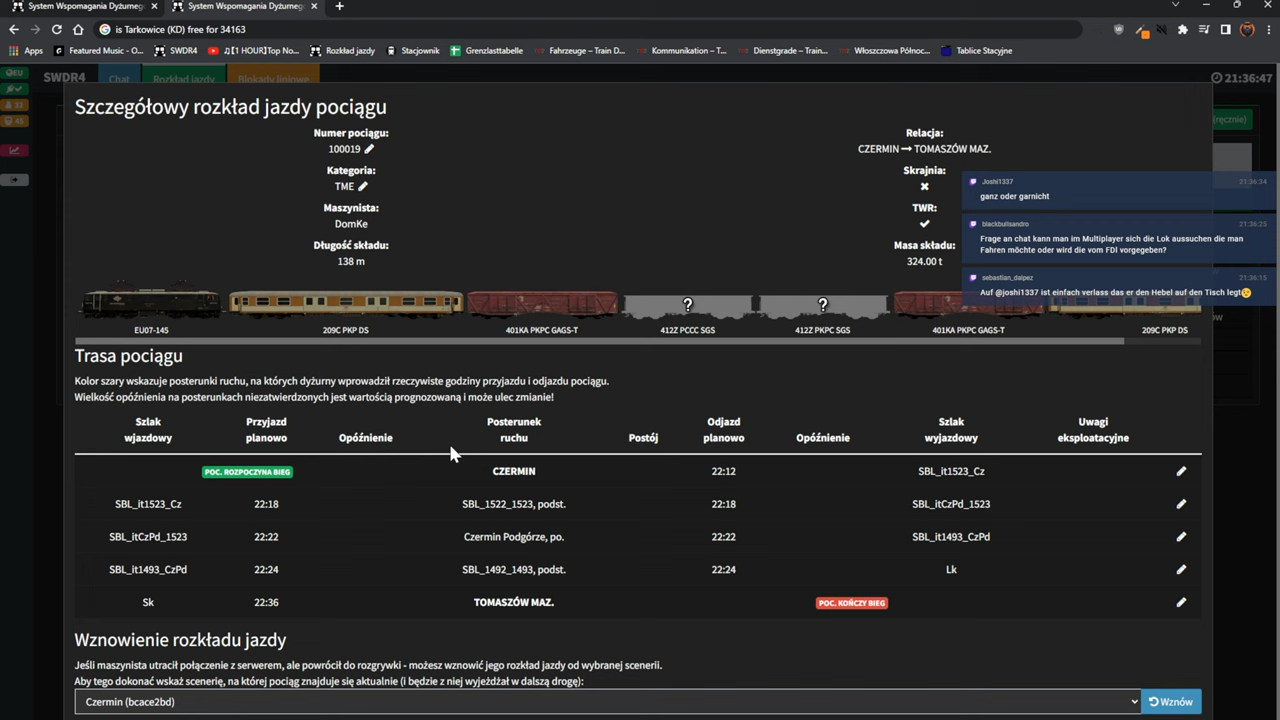 System Wspomagania Dyżurnego
System Wspomagania Dyżurnego
is Tarkowice (KD) free for 34163
Apps
Featured Music - O...
SWDR4
♫[1 HOUR]Top No...
Rozkład jazdy
Stacjownik
Grenzlasttabelle
Fahrzeuge – Train D...
Kommunikation – T...
Dienstgrade – Train...
Włoszczowa Północ...
Tablice Stacyjne
SWDR4
Chat
Rozkład jazdy
Blokady liniowe
21:36:47
RU
33
45
ręcznie)
Szczegółowy rozkład jazdy pociągu
Numer pociągu:
100019
Relacja:
CZERMIN → TOMASZÓW MAZ.
Kategoria:
TME
Skrajnia:
Maszynista:
DomKe
TWR:
Długość składu:
138 m
Masa składu:
324.00 t
Joshi1337
21:36:34
ganz oder garnicht
blackbullsandro
21:36:25
Frage an chat kann man im Multiplayer sich die Lok aussuchen die man
Fahren möchte oder wird die vom FDI vorgegeben?
sebastian_dalpez
21:36:15
Auf @joshi1337 ist einfach verlass das er den Hebel auf den Tisch legt
? ?
EU07-145
209C PKP DS
401KA PKPC GAGS-T
412Z PCCC SGS
412Z PKPC SGS
401KA PKPC GAGS-T
209C PKP DS
Trasa pociągu
Kolor szary wskazuje posterunki ruchu, na których dyżurny wprowadził rzeczywiste godziny przyjazdu i odjazdu pociągu.
Wielkość opóźnienia na posterunkach niezatwierdzonych jest wartością prognozowaną i może ulec zmianie!
Szlak wjazdowy Przyjazd planowo Opóźnienie Posterunek ruchu Postój Odjazd planowo Opóźnienie Szlak wyjazdowy Uwagi eksploatacyjne
POC. ROZPOCZYNA BIEG CZERMIN 22:12 SBL_it1523_Cz
SBL_it1523_Cz 22:18 SBL_1522_1523, podst. 22:18 SBL_itCzPd_1523
SBL_itCzPd_1523 22:22 Czermin Podgórze, po. 22:22 SBL_it1493_CzPd
SBL_it1493_CzPd 22:24 SBL_1492_1493, podst. 22:24 Lk
Sk 22:36 TOMASZÓW MAZ. POC. KOŃCZY BIEG
Wznowienie rozkładu jazdy
Jeśli maszynista utracił połączenie z serwerem, ale powrócił do rozgrywki - możesz wznowić jego rozkład jazdy od wybranej scenerii.
Aby tego dokonać wskaż scenerię, na której pociąg znajduje się aktualnie (i będzie z niej wyjeżdżał w dalszą drogę):
Czermin (bcace2bd)
Wznów